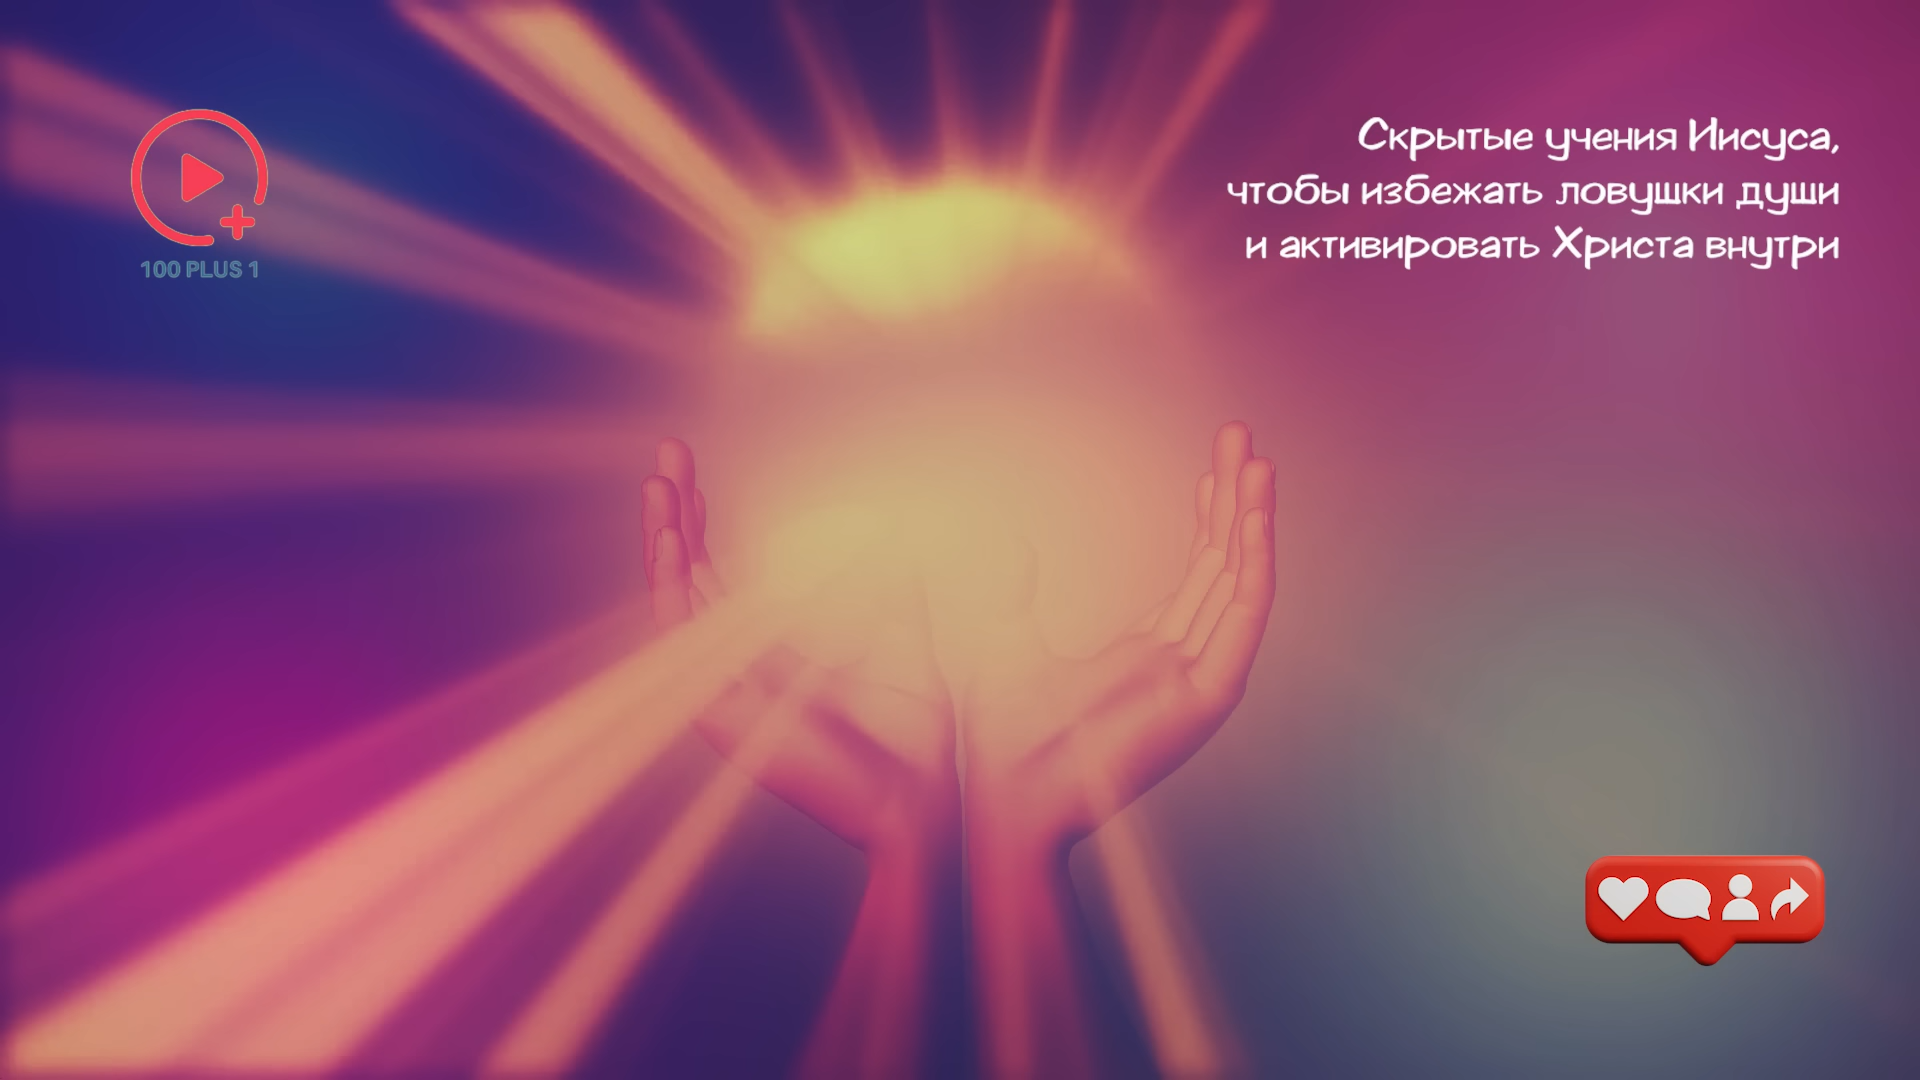 100 PLUS 1
Скрытые учения Иисуса,
чтобы избежать ловушки души
и активировать Христа внутри